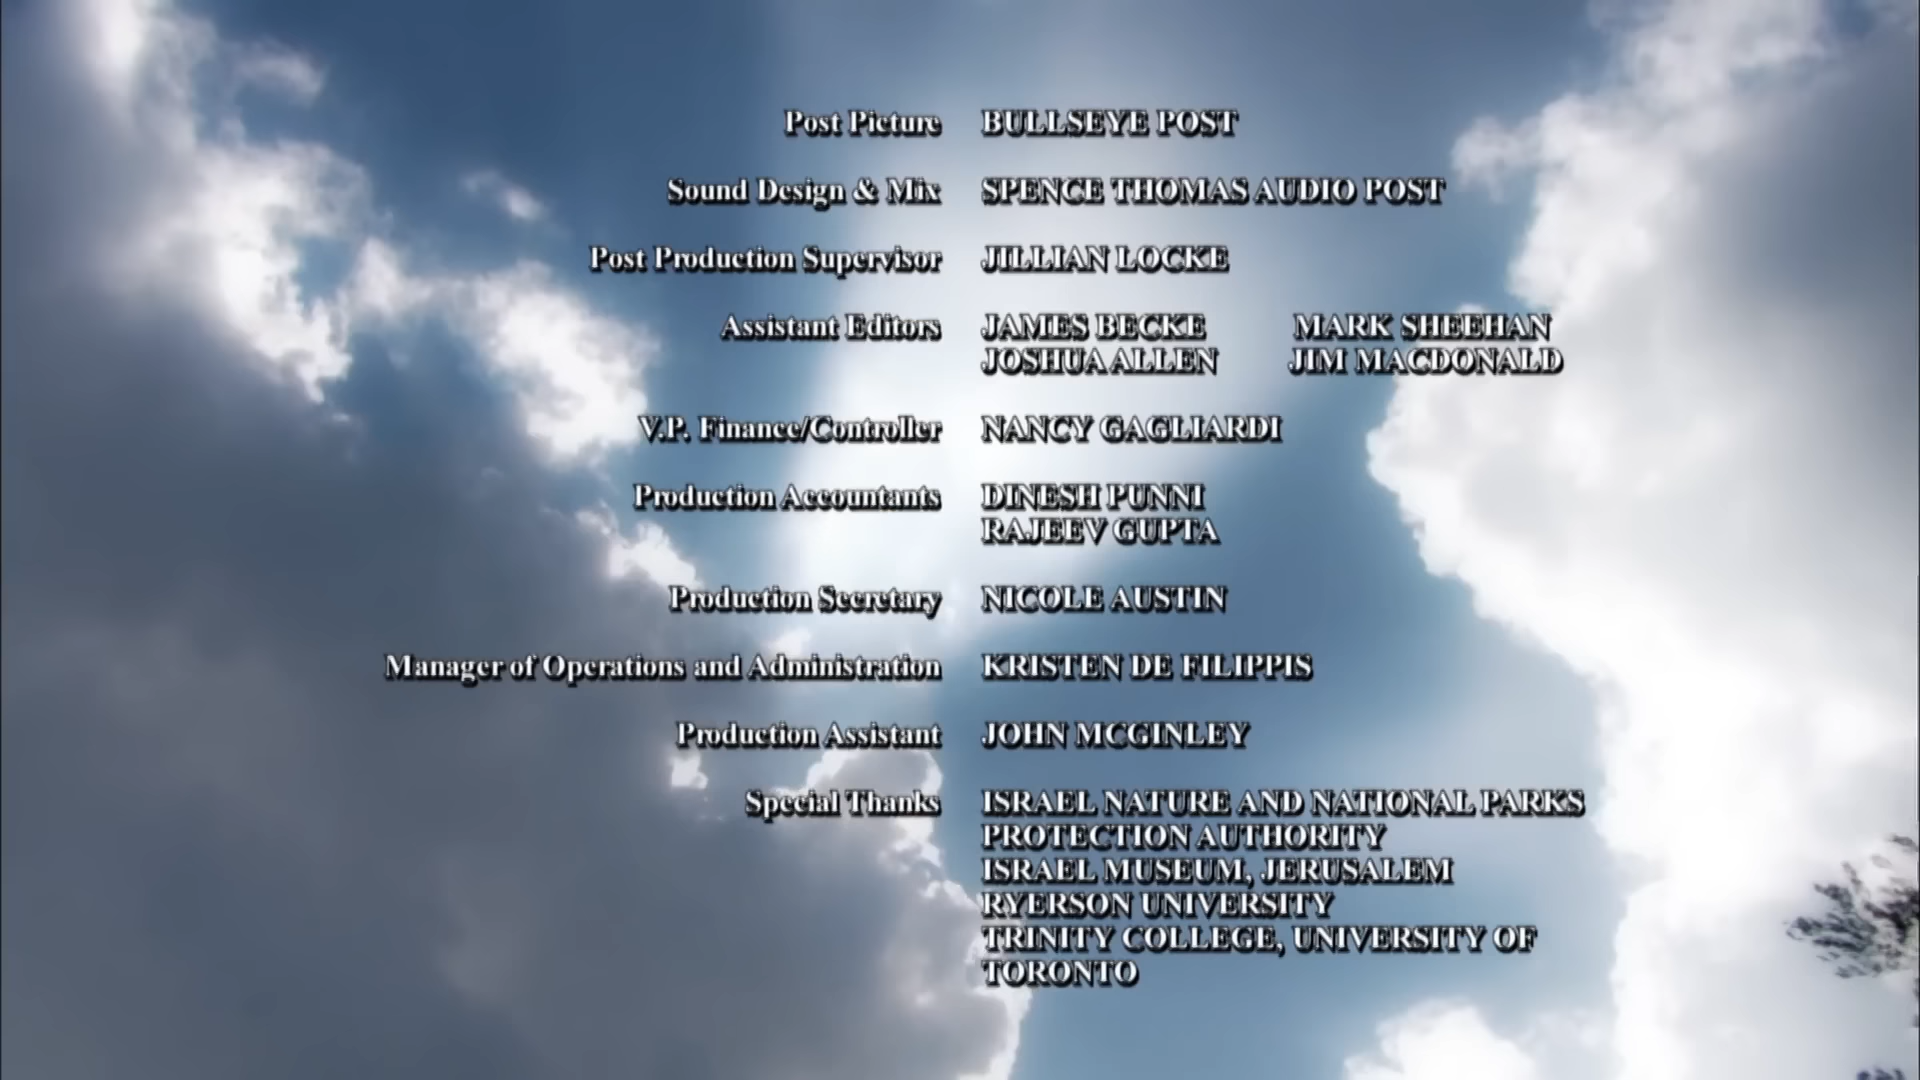 Post Picture BULLSEYE POST
Sound Design & Mix SPENCE THOMAS AUDIO POST
Post Production Supervisor JILLIAN LOCKE
Assistant Editors JAMES BECKE MARK SHEEHAN
JOSHUA ALLEN JIM MACDONALD
V.P. Finance/Controller NANCY GAGLIARDI
Production Accountants DINESH PUNNI
RAJEEV GUPTA
Production Secretary NICOLE AUSTIN
Manager of Operations and Administration KRISTEN DE FILIPPIS
Production Assistant JOHN MCGINLEY
Special Thanks ISRAEL NATURE AND NATIONAL PARKS
PROTECTION AUTHORITY
ISRAEL MUSEUM, JERUSALEM
RYERSON UNIVERSITY
TRINITY COLLEGE, UNIVERSITY OF
TORONTO